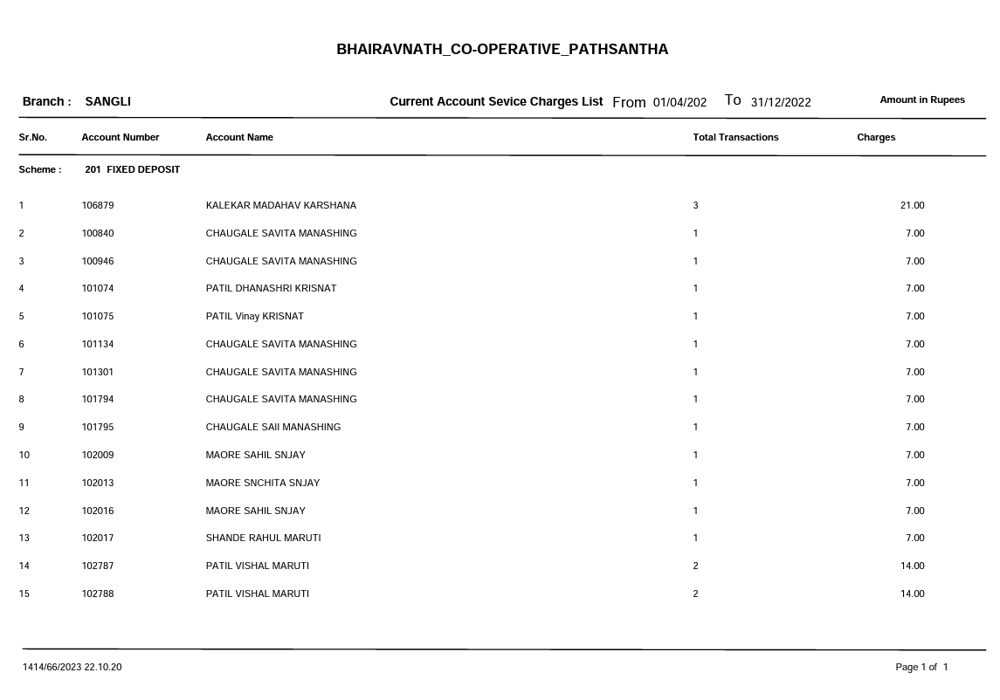 BHAIRAVNATH_CO-OPERATIVE_PATHSANTHA
Branch : SANGLI Current Account Sevice Charges List From 01/04/202 To 31/12/2022 Amount in Rupees
Sr.No. Account Number Account Name Total Transactions Charges
Scheme : 201 FIXED DEPOSIT
1 106879 KALEKAR MADAHAV KARSHANA 3 21.00
2 100840 CHAUGALE SAVITA MANASHING 1 7.00
3 100946 CHAUGALE SAVITA MANASHING 1 7.00
4 101074 PATIL DHANASHRI KRISNAT 1 7.00
5 101075 PATIL Vinay KRISNAT 1 7.00
6 101134 CHAUGALE SAVITA MANASHING 1 7.00
7 101301 CHAUGALE SAVITA MANASHING 1 7.00
8 101794 CHAUGALE SAVITA MANASHING 1 7.00
9 101795 CHAUGALE SAII MANASHING 1 7.00
10 102009 MAORE SAHIL SNJAY 1 7.00
11 102013 MAORE SNCHITA SNJAY 1 7.00
12 102016 MAORE SAHIL SNJAY 1 7.00
13 102017 SHANDE RAHUL MARUTI 1 7.00
14 102787 PATIL VISHAL MARUTI 2 14.00
15 102788 PATIL VISHAL MARUTI 2 14.00
1414/66/2023 22.10.20 Page 1 of 1